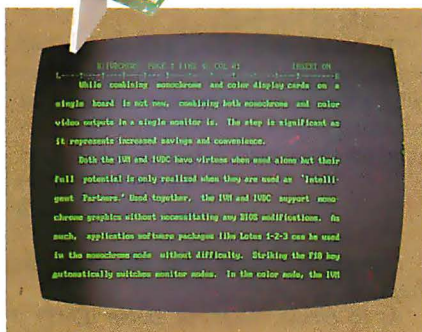 PAGE 1 LINE COL INSERT ON
While combining monochrome and color display cards on a
single board is not new, combining both monochrome and color
video outputs in a single monitor is. The step is significant as
it represents increased savings and convenience.
Both the IVM and IVDC have virtues when used alone but their
full potential is only realized when they are used as "Intelli-
gent Partners." Used together, the IVM and IVDC support mono-
chrome graphics without necessitating any BIOS modifications. As
such, application software packages like Lotus 1-2-3 can be used
in the monochrome mode without difficulty. Striking the F10 key
automatically switches monitor modes. In the color mode, the IVM